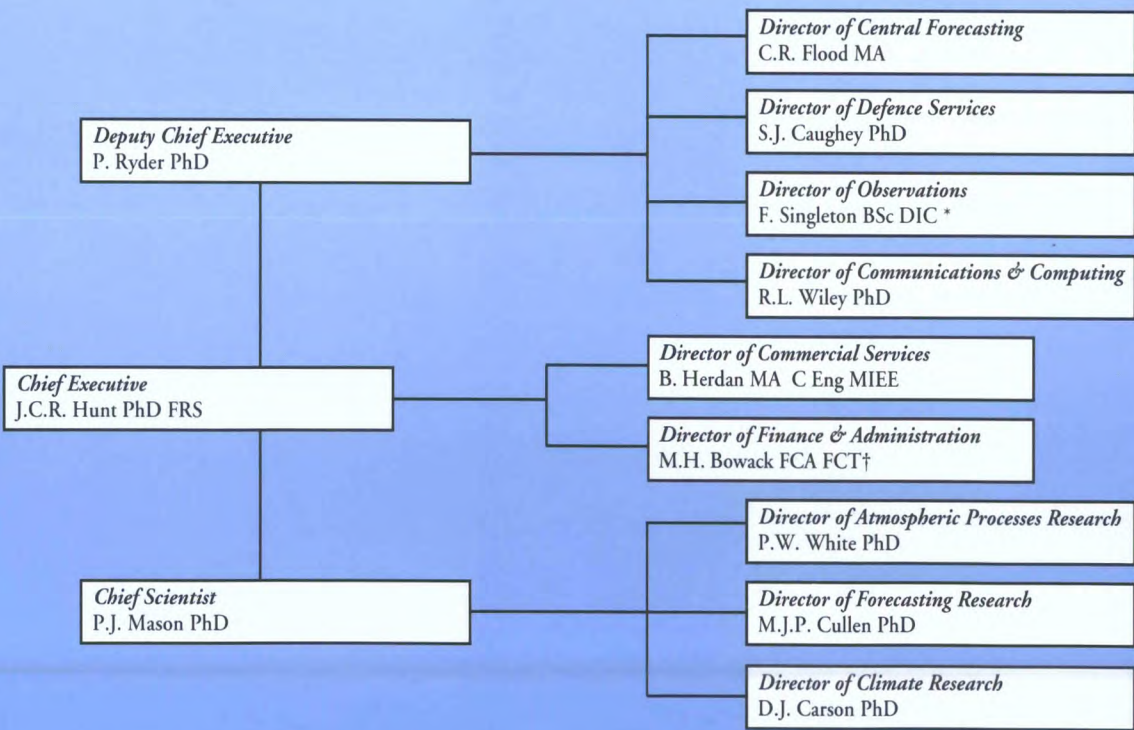 Director of Central Forecasting
C.R. Flood MA
Director of Defence Services
S.J. Caughey PhD
Deputy Chief Executive
P. Ryder PhD
Director of Observations
F. Singleton BSc DIC *
Director of Communications & Computing
R.L. Wiley PhD
Director of Commercial Services
B. Herdan MA C Eng MIEE
Chief Executive
J.C.R. Hunt PhD FRS
Director of Finance & Administration
M.H. Bowack FCA FCT†
Director of Atmospheric Processes Research
P.W. White PhD
Chief Scientist
P.J. Mason PhD
Director of Forecasting Research
M.J.P. Cullen PhD
Director of Climate Research
D.J. Carson PhD